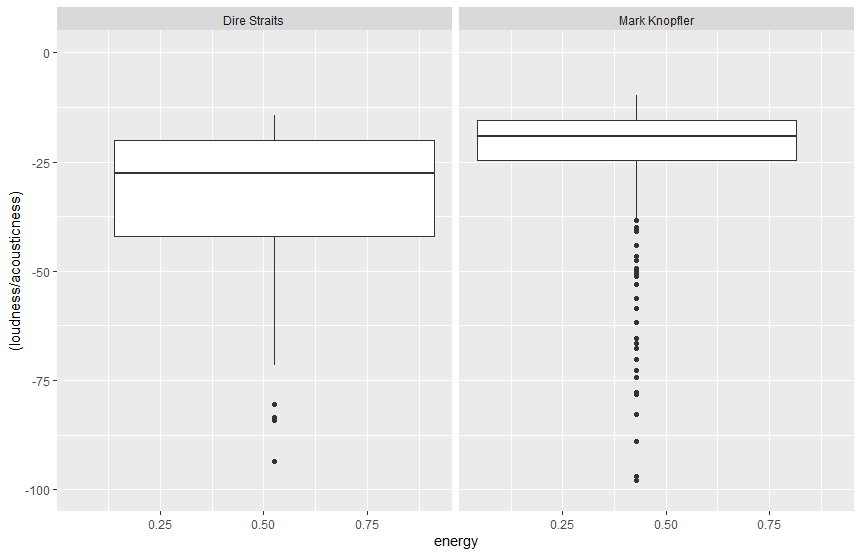 Dire Straits
Mark Knopfler
0
-25
-50
-75
-100
(loudness/acousticness)
0.25 0.50 0.75
0.25 0.50 0.75
energy